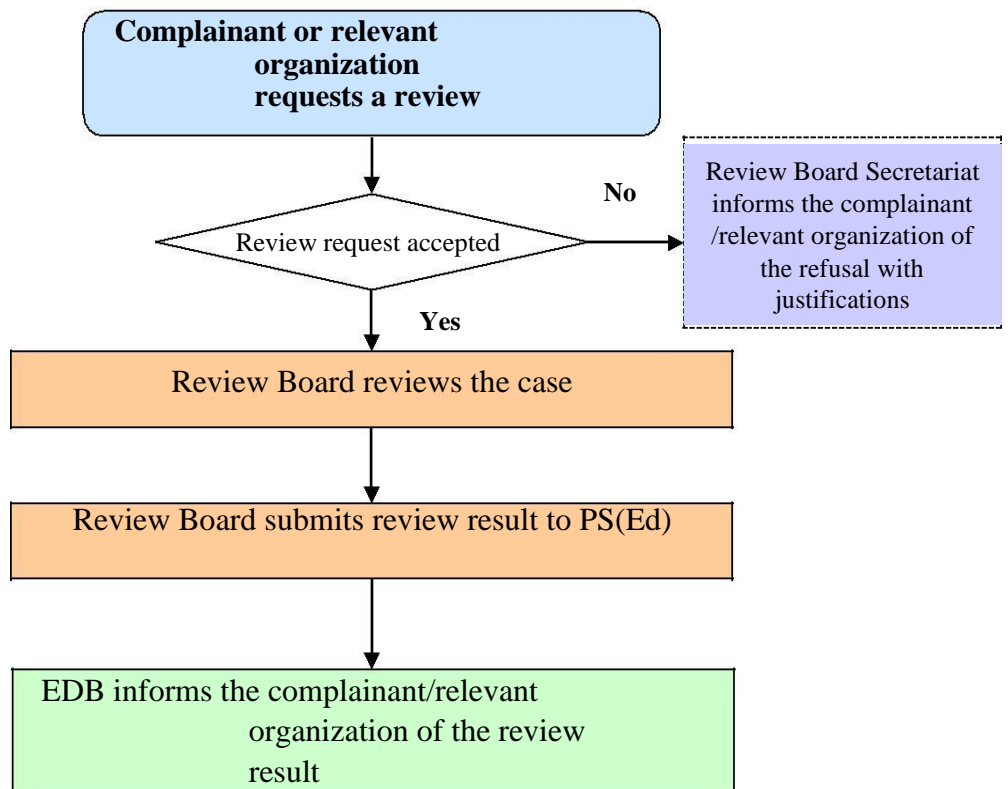 Complainant or relevant
organization
requests a review
No
Review Board Secretariat
informs the complainant
/relevant organization of
the refusal with
justifications
Review request accepted
Yes
Review Board reviews the case
Review Board submits review result to PS(Ed)
EDB informs the complainant/relevant
organization of the review
result